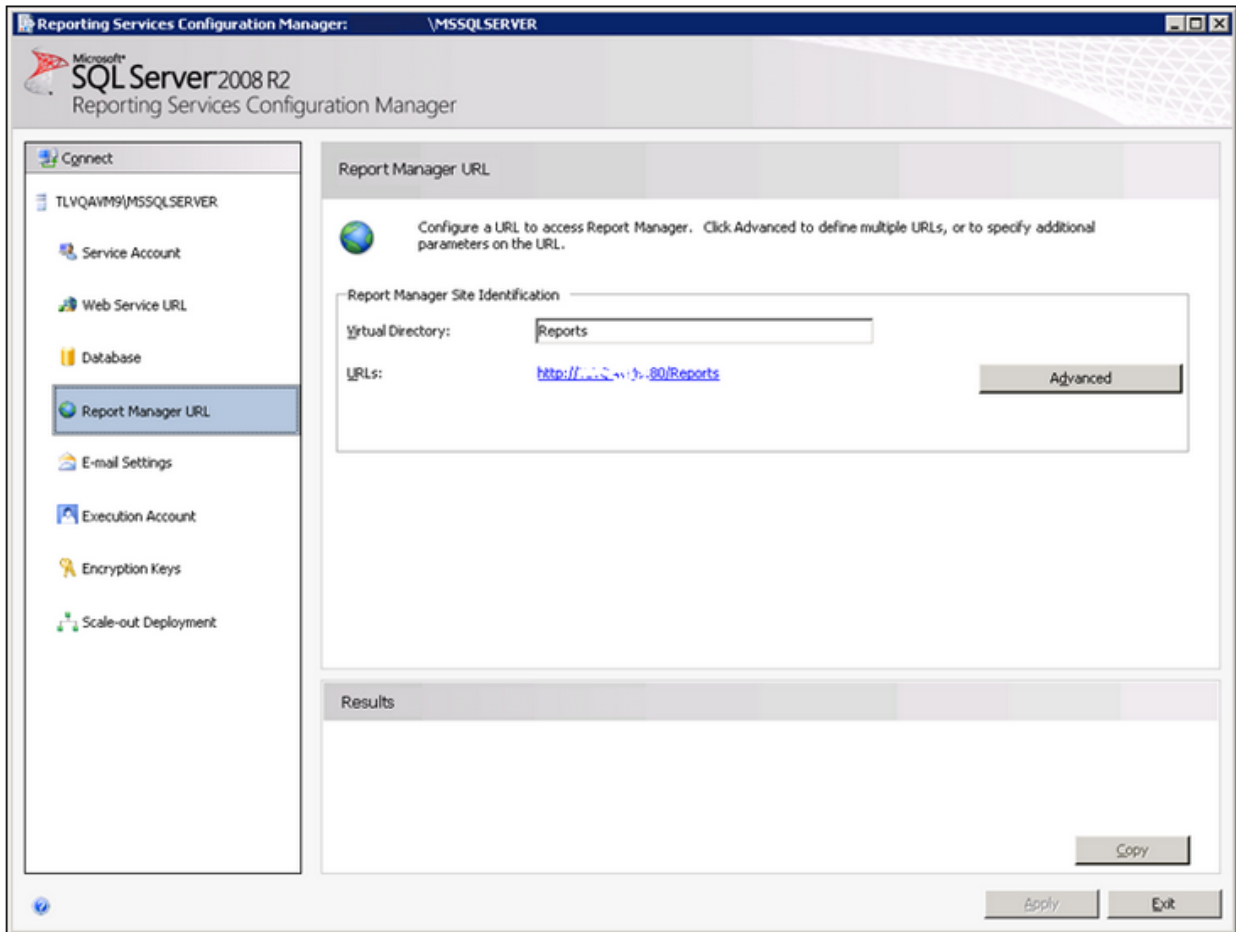 Reporting Services Configuration Manager: \MSSQLSERVER
Microsoft®
SQL Server 2008 R2
Reporting Services Configuration Manager
Connect
TLVQAVM9\MSSQLSERVER
Service Account
Web Service URL
Database
Report Manager URL
E-mail Settings
Execution Account
Encryption Keys
Scale-out Deployment
Report Manager URL
Configure a URL to access Report Manager. Click Advanced to define multiple URLs, or to specify additional
parameters on the URL.
Report Manager Site Identification
Virtual Directory: Reports
URLs: http:// :80/Reports
Advanced
Results
Copy
Apply Exit